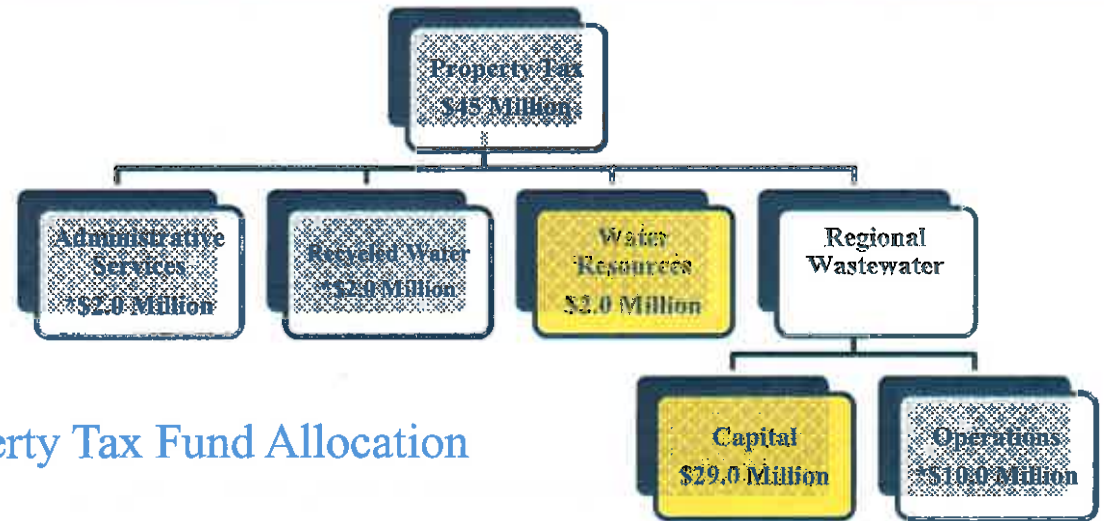 Property Tax
$45 Million
Administrative
Services
*$2.0 Million
Recycled Water
*$2.0 Million
Water
Resources
$2.0 Million
Regional
Wastewater
Capital
$29.0 Million
Operations
*$10.0 Million
erty Tax Fund Allocation